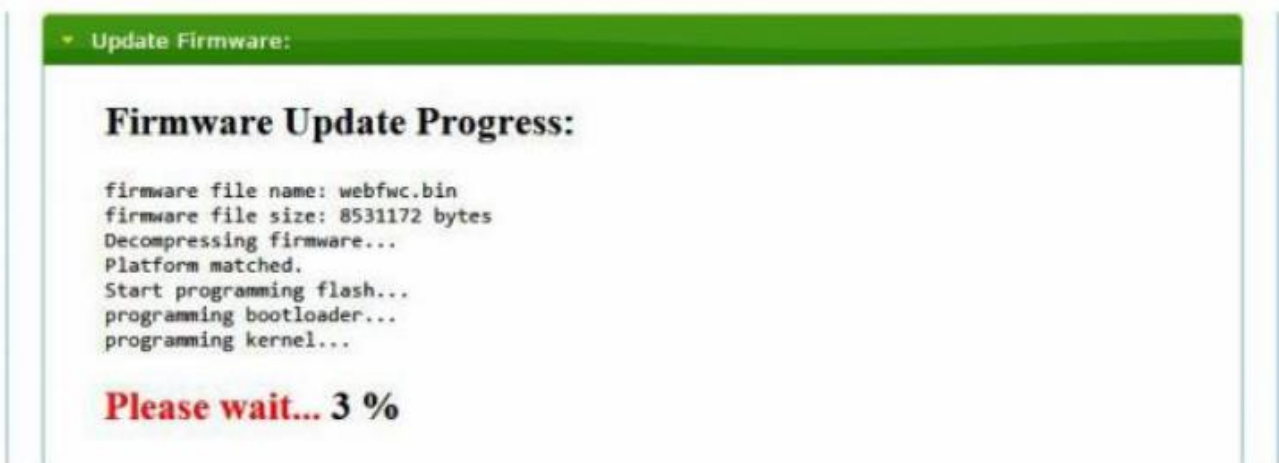 Update Firmware:
Firmware Update Progress:
firmware file name: webfwc.bin
firmware file size: 8531172 bytes
Decompressing firmware...
Platform matched.
Start programming flash...
programming bootloader...
programming kernel...
Please wait... 3 %